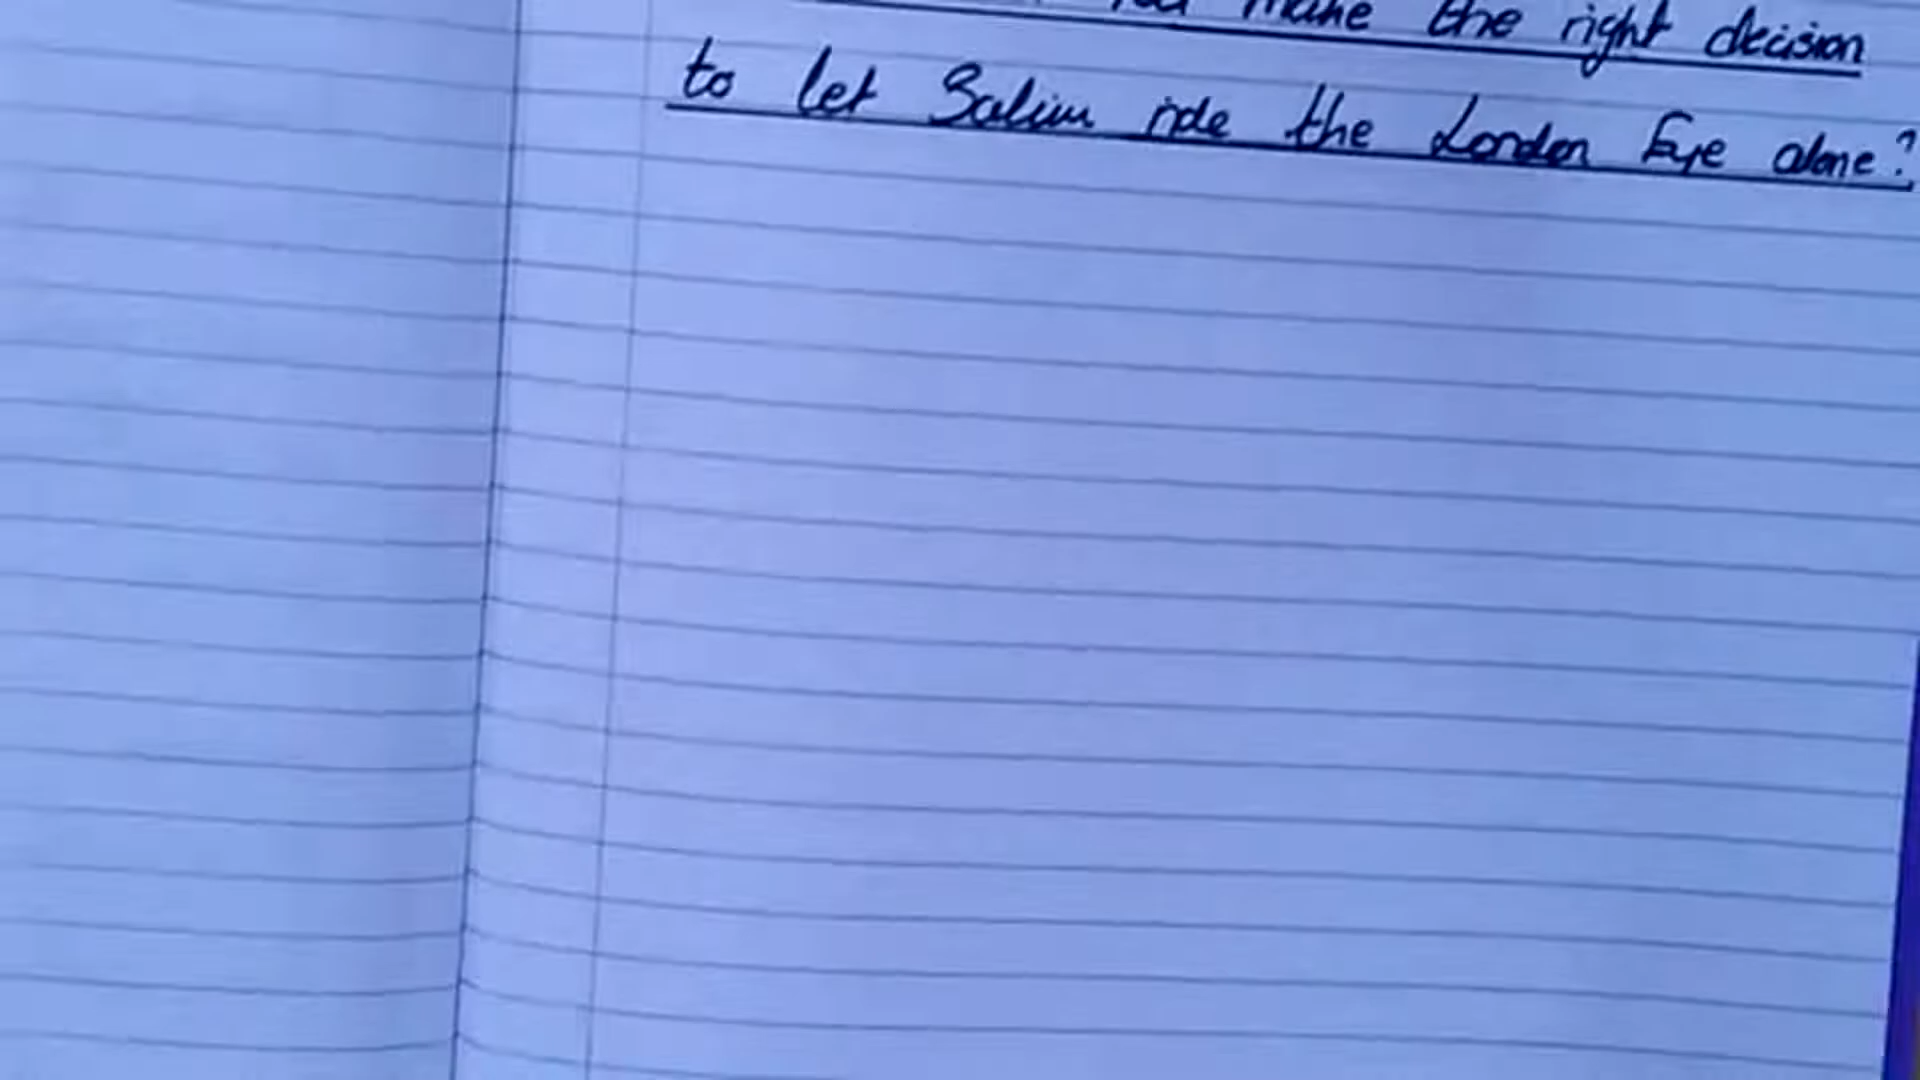 make the right decision
to let Salim ride the London Eye alone?